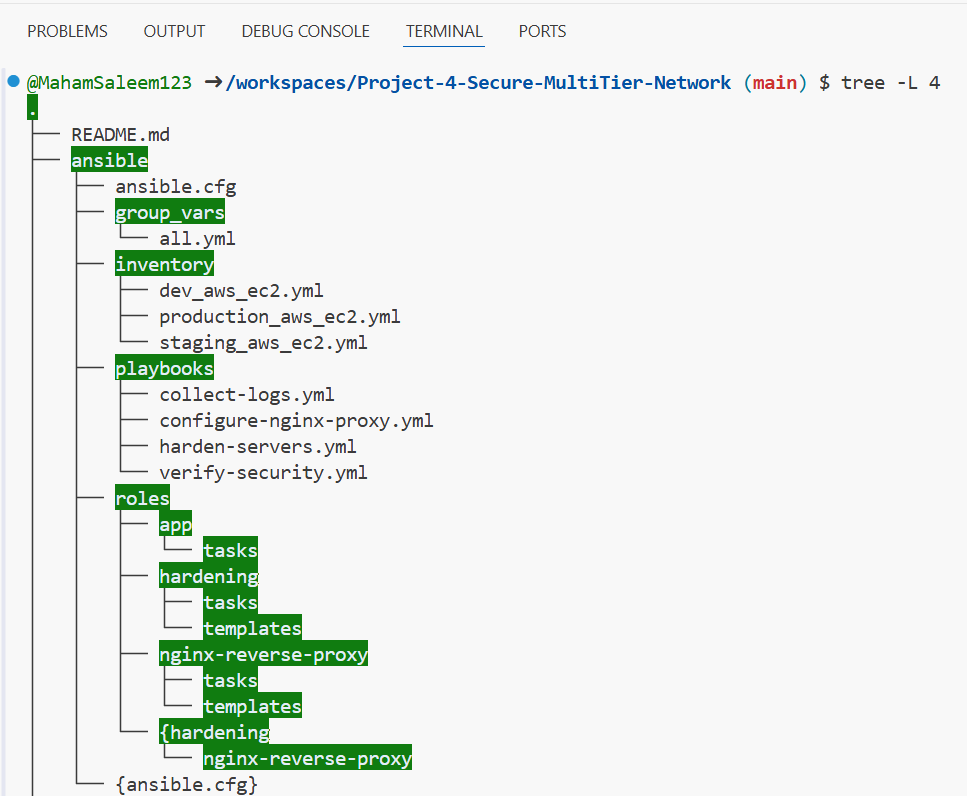 PROBLEMS OUTPUT DEBUG CONSOLE TERMINAL PORTS
@MahamSaleem123 ➜/workspaces/Project-4-Secure-MultiTier-Network (main) $ tree -L 4
.
├── README.md
├── ansible
│   ├── ansible.cfg
│   ├── group_vars
│   │   └── all.yml
│   ├── inventory
│   │   ├── dev_aws_ec2.yml
│   │   ├── production_aws_ec2.yml
│   │   └── staging_aws_ec2.yml
│   ├── playbooks
│   │   ├── collect-logs.yml
│   │   ├── configure-nginx-proxy.yml
│   │   ├── harden-servers.yml
│   │   └── verify-security.yml
│   ├── roles
│   │   ├── app
│   │   │   └── tasks
│   │   ├── hardening
│   │   │   ├── tasks
│   │   │   └── templates
│   │   ├── nginx-reverse-proxy
│   │   │   ├── tasks
│   │   │   └── templates
│   │   └── {hardening
│   │       └── nginx-reverse-proxy
│   └── {ansible.cfg}